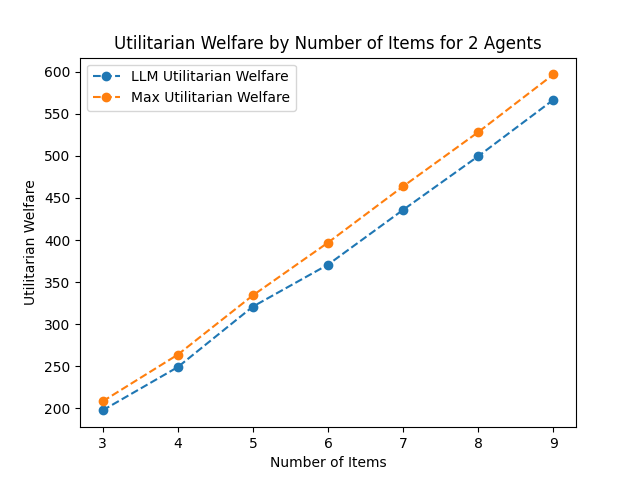 Utilitarian Welfare by Number of Items for 2 Agents
LLM Utilitarian Welfare
Max Utilitarian Welfare
600
550
500
450
400
350
300
250
200
Utilitarian Welfare
3 4 5 6 7 8 9
Number of Items